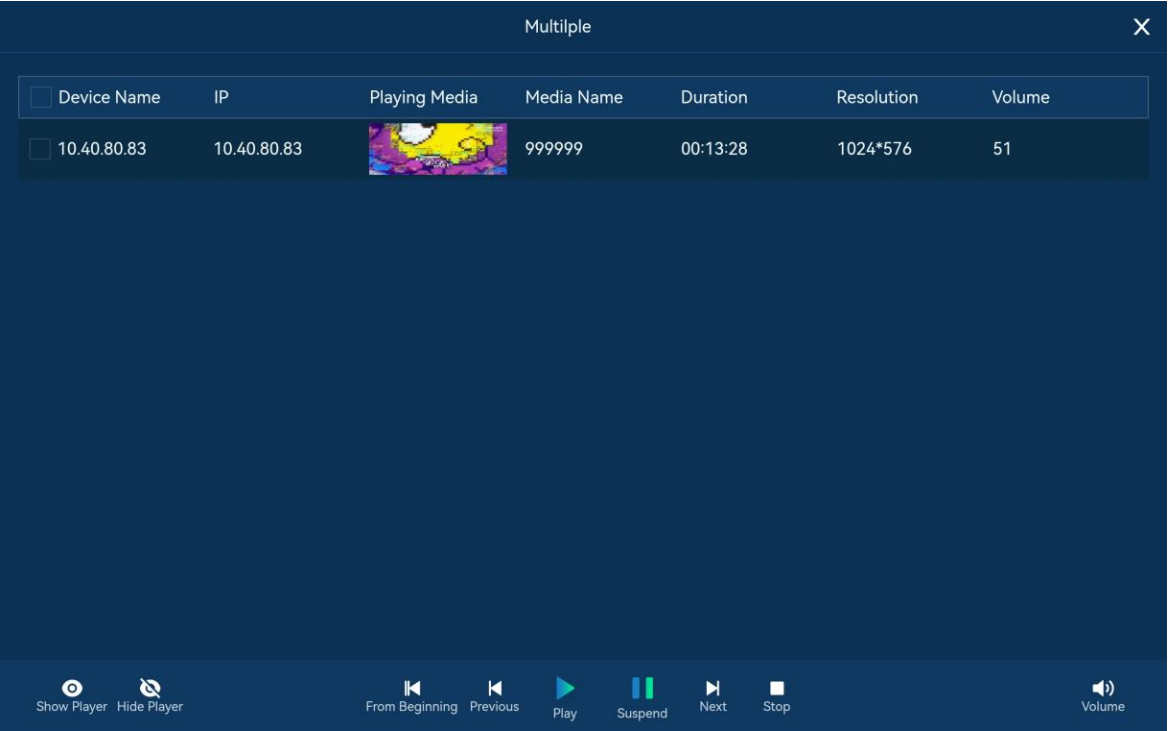 Multilple
Device Name IP Playing Media Media Name Duration Resolution Volume
10.40.80.83 10.40.80.83 999999 00:13:28 1024*576 51
Show Player Hide Player From Beginning Previous Play Suspend Next Stop Volume